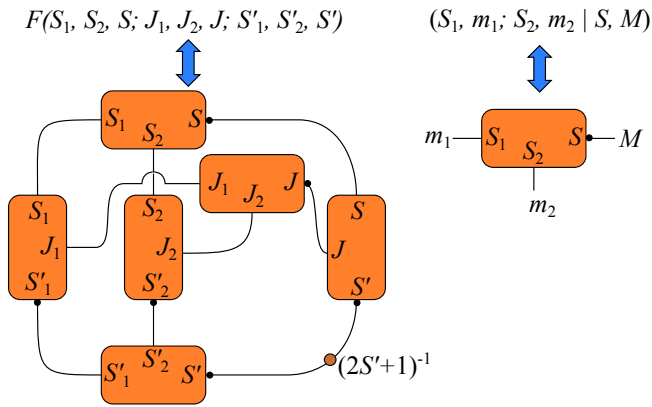 F(S₁, S₂, S; J₁, J₂, J; S'₁, S'₂, S')
(S₁, m₁; S₂, m₂ | S, M)
S₁ S₂ S
m₁ S₁ S₂ S M
m₂
J₁ J₂ J
S₁ J₁ S'₁
S₂ J₂ S'₂
S J S'
S'₁ S'₂ S'
(2S'+1)⁻¹